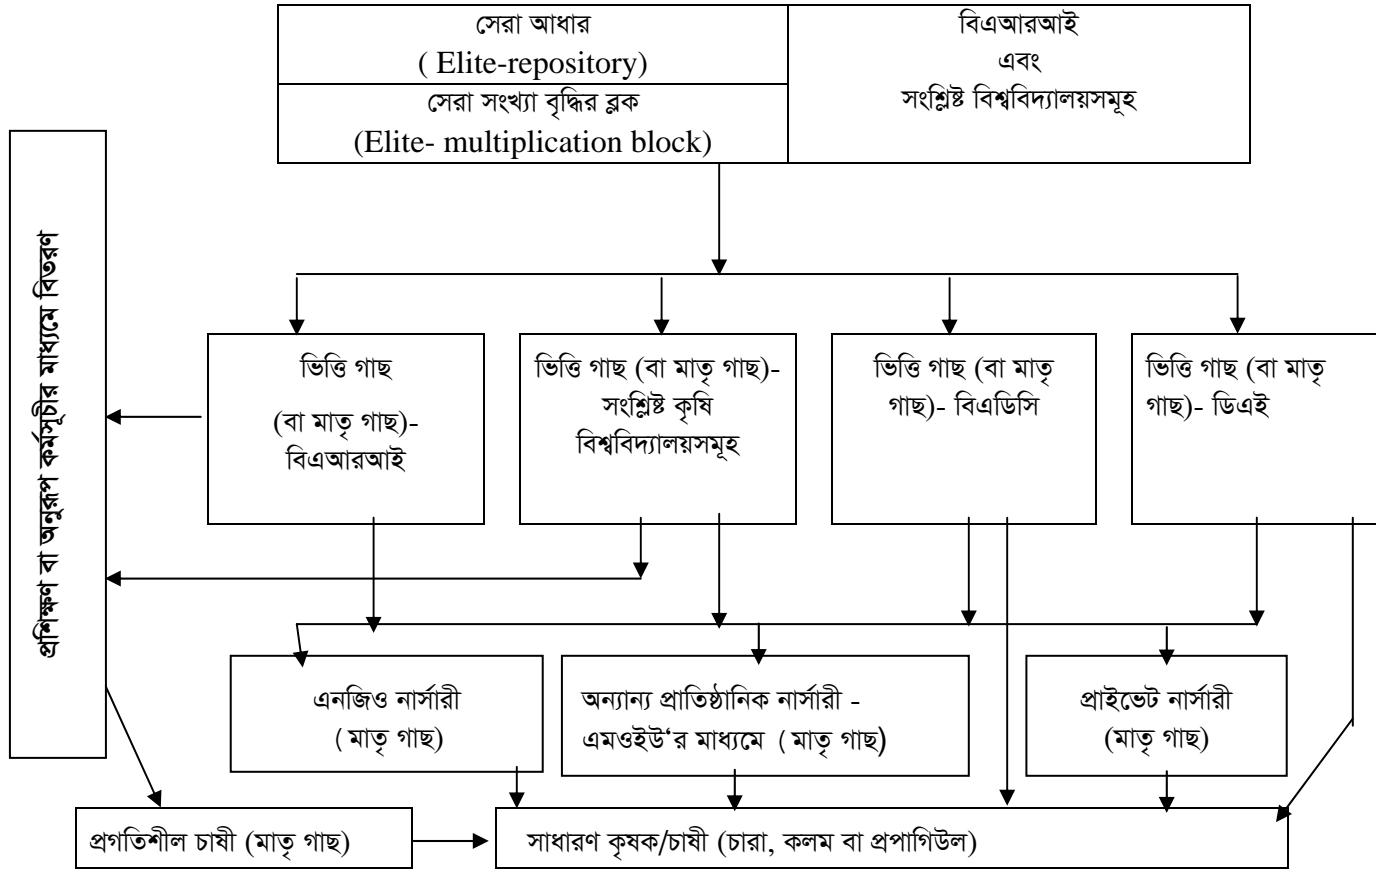 সেরা আধার
( Elite-repository)
সেরা সংখ্যা বৃদ্ধির ব্লক
(Elite- multiplication block)
বিএআরআই
এবং
সংশ্লিষ্ট বিশ্ববিদ্যালয়সমূহ
প্রশিক্ষণ বা অনুরূপ কর্মসূচীর মাধ্যমে বিতরণ
ভিত্তি গাছ
(বা মাতৃ গাছ)-
বিএআরআই
ভিত্তি গাছ (বা মাতৃ গাছ)-
সংশ্লিষ্ট কৃষি
বিশ্ববিদ্যালয়সমূহ
ভিত্তি গাছ (বা মাতৃ
গাছ)- বিএডিসি
ভিত্তি গাছ (বা মাতৃ
গাছ)- ডিএই
এনজিও নার্সারী
( মাতৃ গাছ)
অন্যান্য প্রাতিষ্ঠানিক নার্সারী -
এমওইউ‘র মাধ্যমে ( মাতৃ গাছ)
প্রাইভেট নার্সারী
(মাতৃ গাছ)
প্রগতিশীল চাষী (মাতৃ গাছ)
সাধারণ কৃষক/চাষী (চারা, কলম বা প্রপাগিউল)